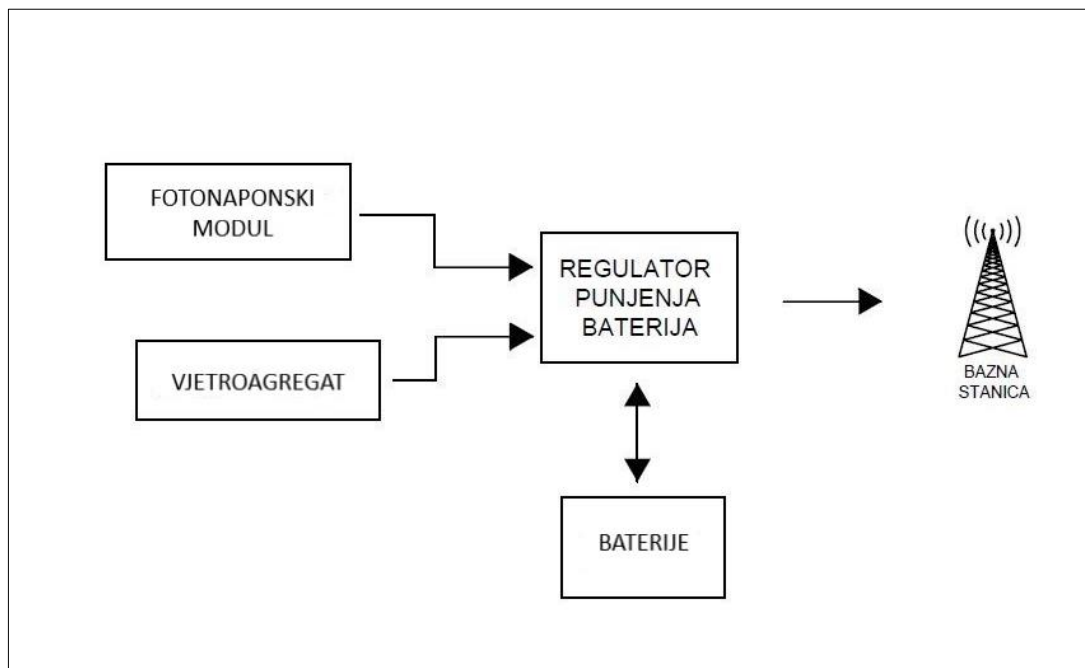 FOTONAPONSKI
MODUL
VJETROAGREGAT
REGULATOR
PUNJENJA
BATERIJA
BATERIJE
BAZNA
STANICA